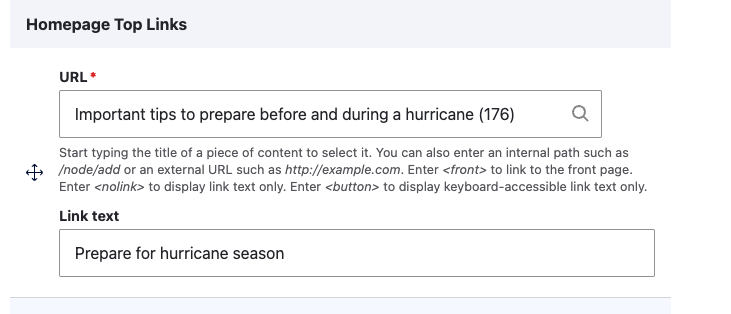 Homepage Top Links
URL*
Important tips to prepare before and during a hurricane (176)
Start typing the title of a piece of content to select it. You can also enter an internal path such as
/node/add or an external URL such as http://example.com. Enter <front> to link to the front page.
Enter <nolink> to display link text only. Enter <button> to display keyboard-accessible link text only.
Link text
Prepare for hurricane season